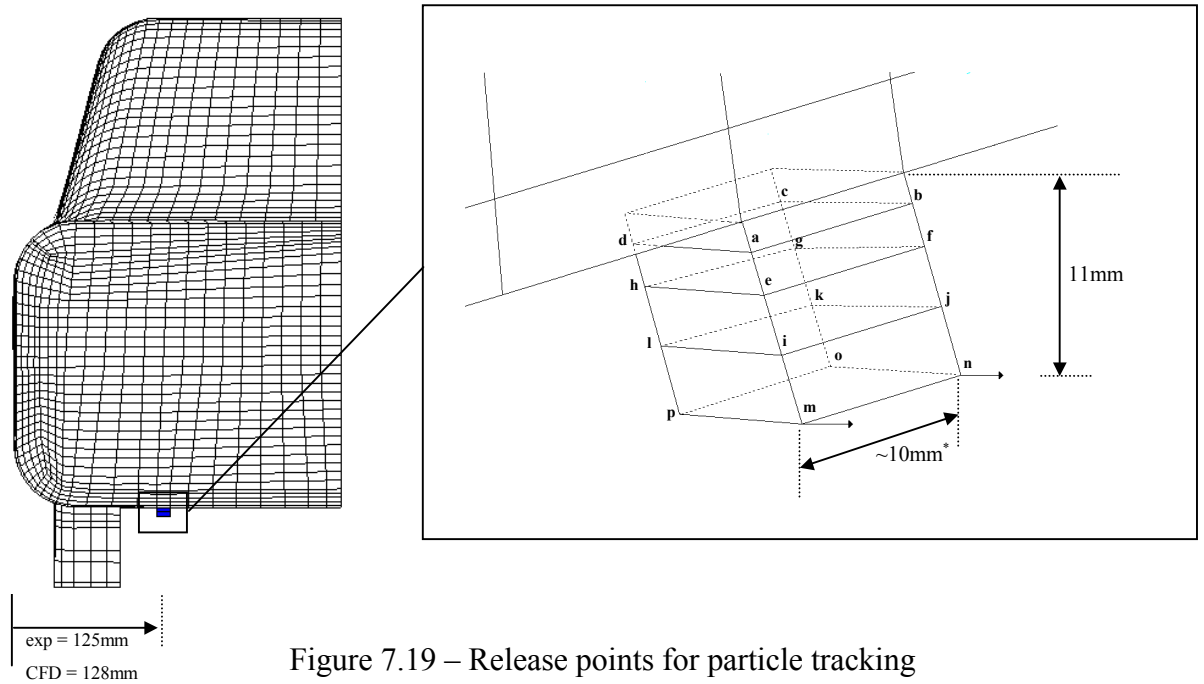 c
b
d
a
g
f
h
e
k
j
11mm
l
i
o
n
p
m
~10mm*
exp = 125mm
CFD = 128mm
Figure 7.19 – Release points for particle tracking